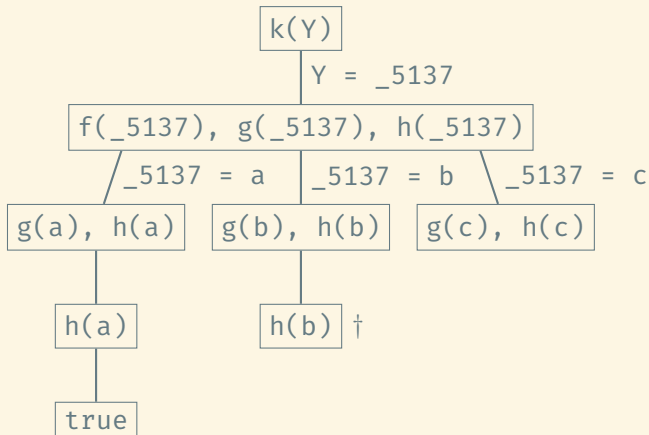 k(Y)
Y = _5137
f(_5137), g(_5137), h(_5137)
_5137 = a
_5137 = b
_5137 = c
g(a), h(a)
g(b), h(b)
g(c), h(c)
h(a)
h(b) †
true